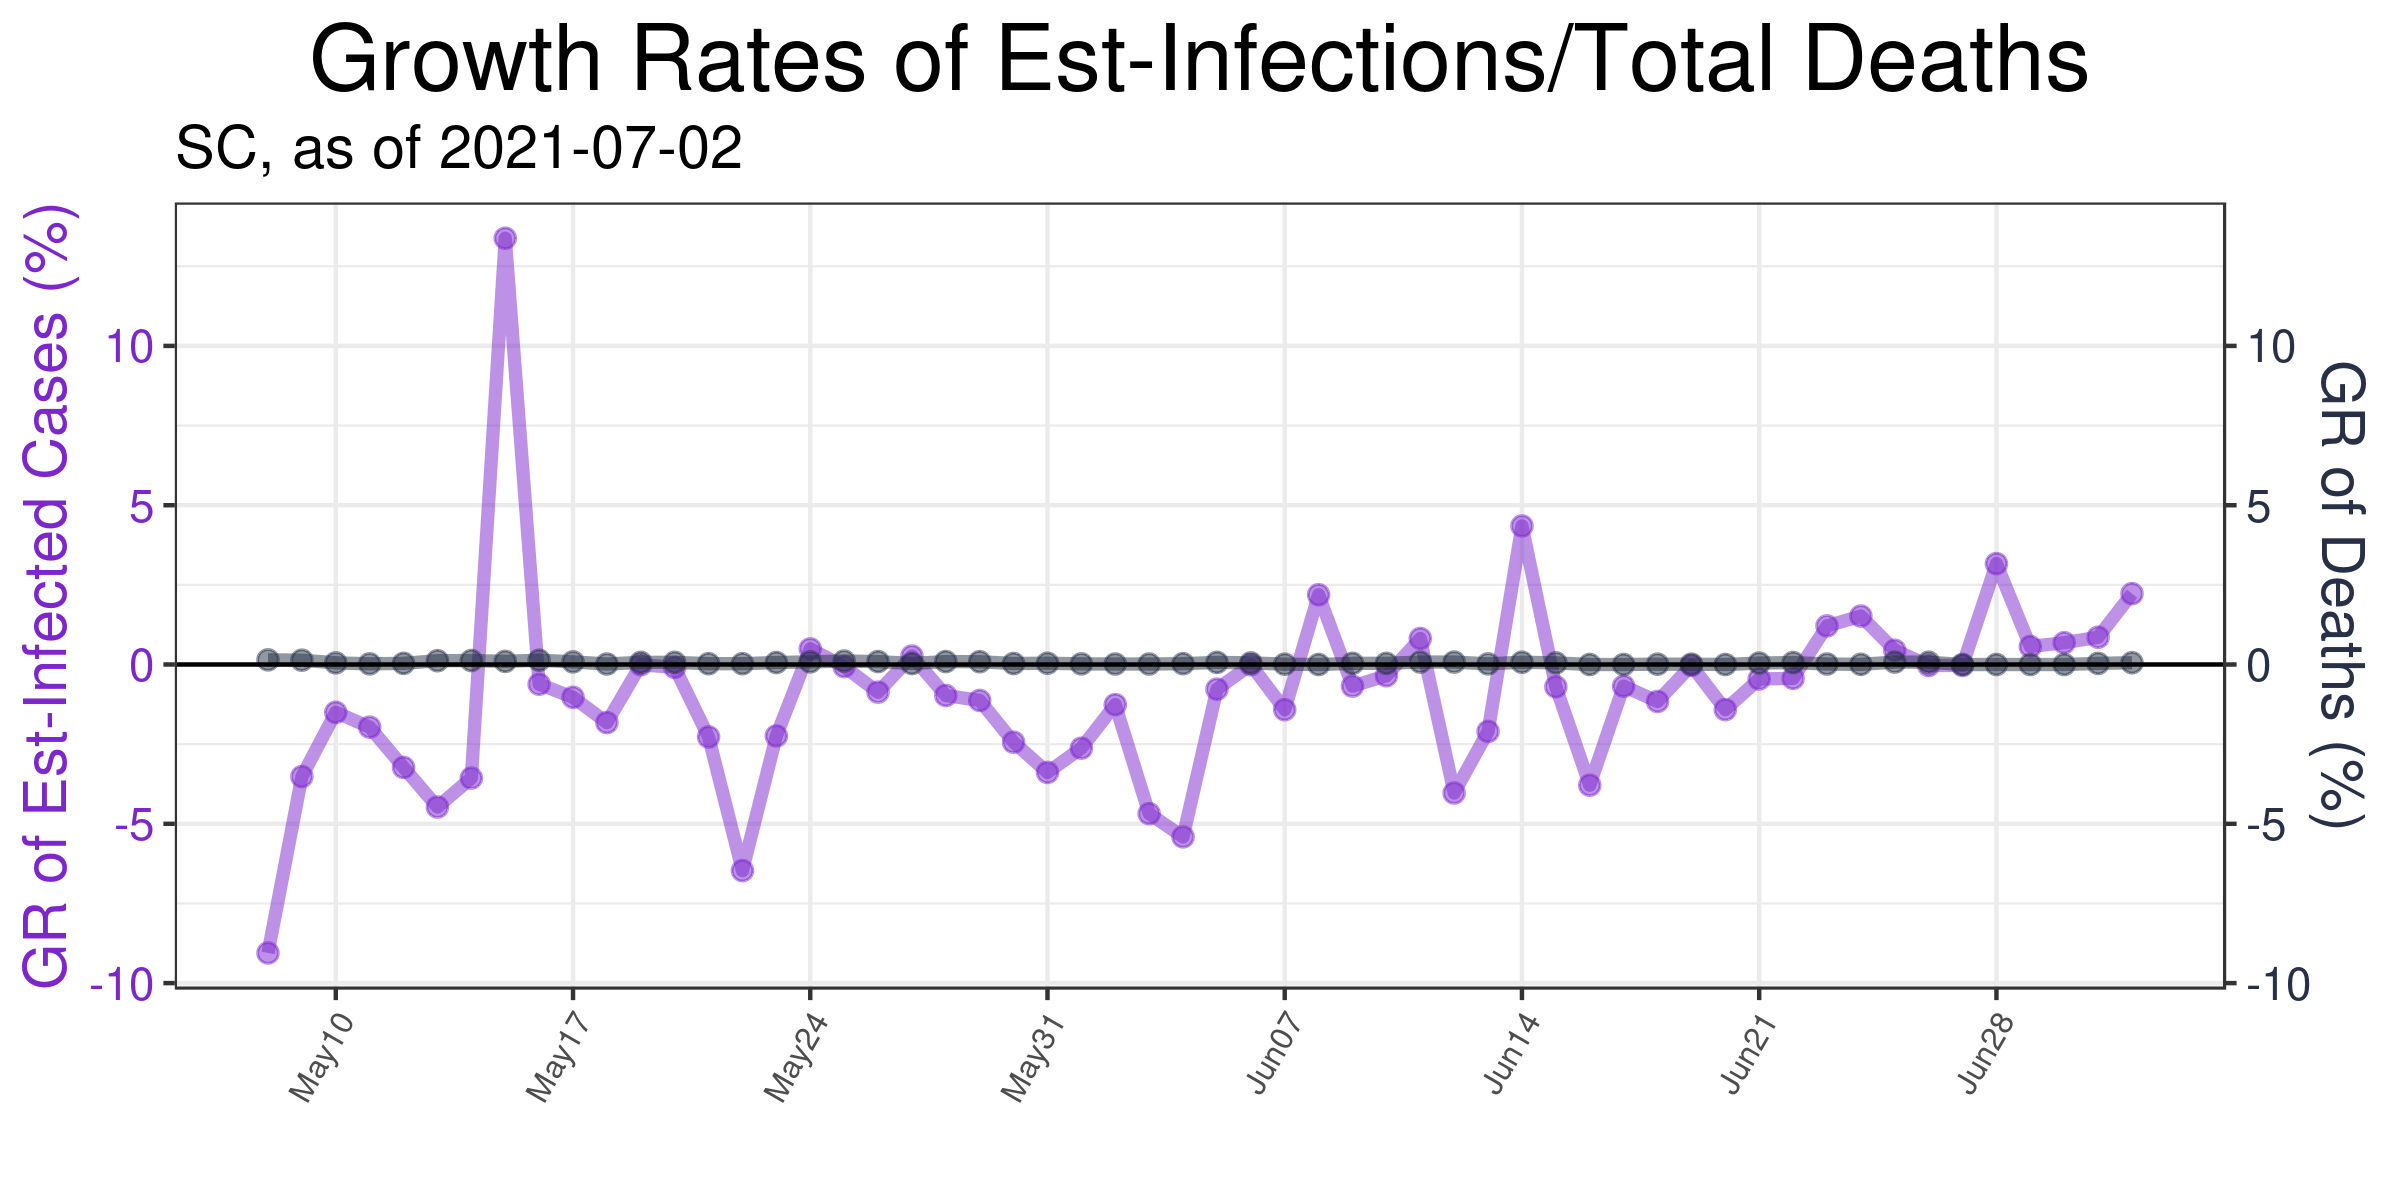 Growth Rates of Est-Infections/Total Deaths
SC, as of 2021-07-02
GR of Est-Infected Cases (%)
10
5
0
-5
-10
10
5
0
-5
-10
GR of Deaths (%)
May10
May17
May24
May31
Jun07
Jun14
Jun21
Jun28